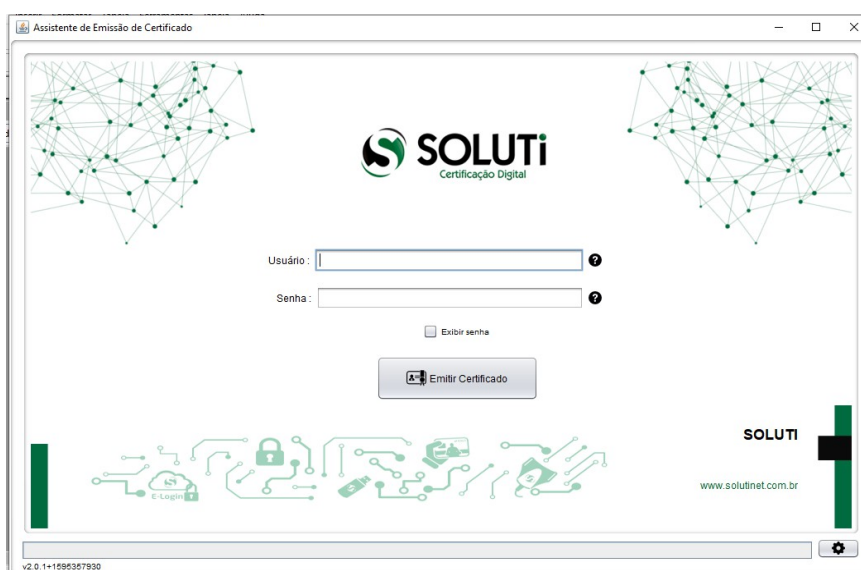 Assistente de Emissão de Certificado
SOLUTi
Certificação Digital
Usuário :
Senha :
Exibir senha
Emitir Certificado
E-Login
SOLUTI
www.solutinet.com.br
v2.0.1+1595357930